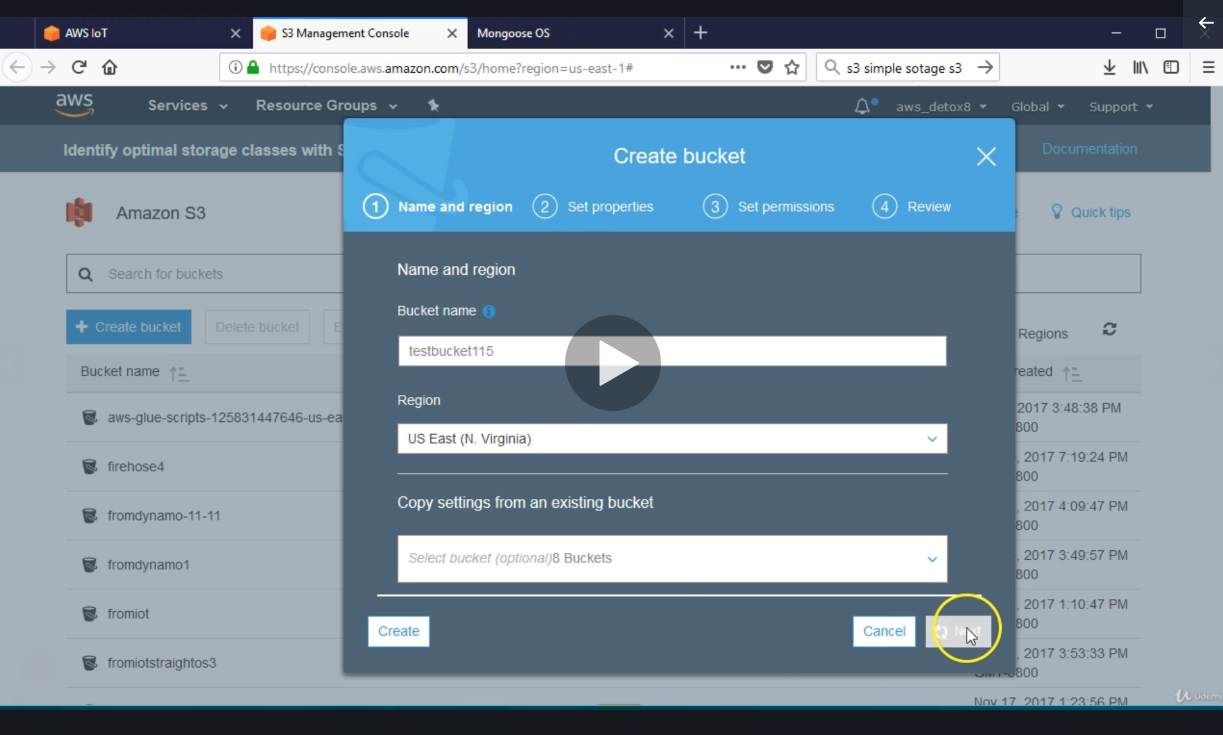 AWS IoT
S3 Management Console
Mongoose OS
https://console.aws.amazon.com/s3/home?region=us-east-1#
s3 simple sotage s3
aws
Services
Resource Groups
aws_detox8
Global
Support
Identify optimal storage classes with S
Documentation
Create bucket
1 Name and region
2 Set properties
3 Set permissions
4 Review
Amazon S3
Quick tips
Name and region
Search for buckets
Bucket name
Create bucket
Delete bucket
E
Regions
testbucket115
Bucket name
reated
Region
aws-glue-scripts-125831447646-us-ea
2017 3:48:38 PM
800
US East (N. Virginia)
firehose4
, 2017 7:19:24 PM
800
Copy settings from an existing bucket
fromdynamo-11-11
, 2017 4:09:47 PM
800
Select bucket (optional)8 Buckets
fromdynamo1
, 2017 3:49:57 PM
800
fromiot
, 2017 1:10:47 PM
800
Create
Cancel
Next
fromiotstraightos3
, 2017 3:53:33 PM
GMT-0800
Nov 17, 2017 1:23:56 PM
Udemy